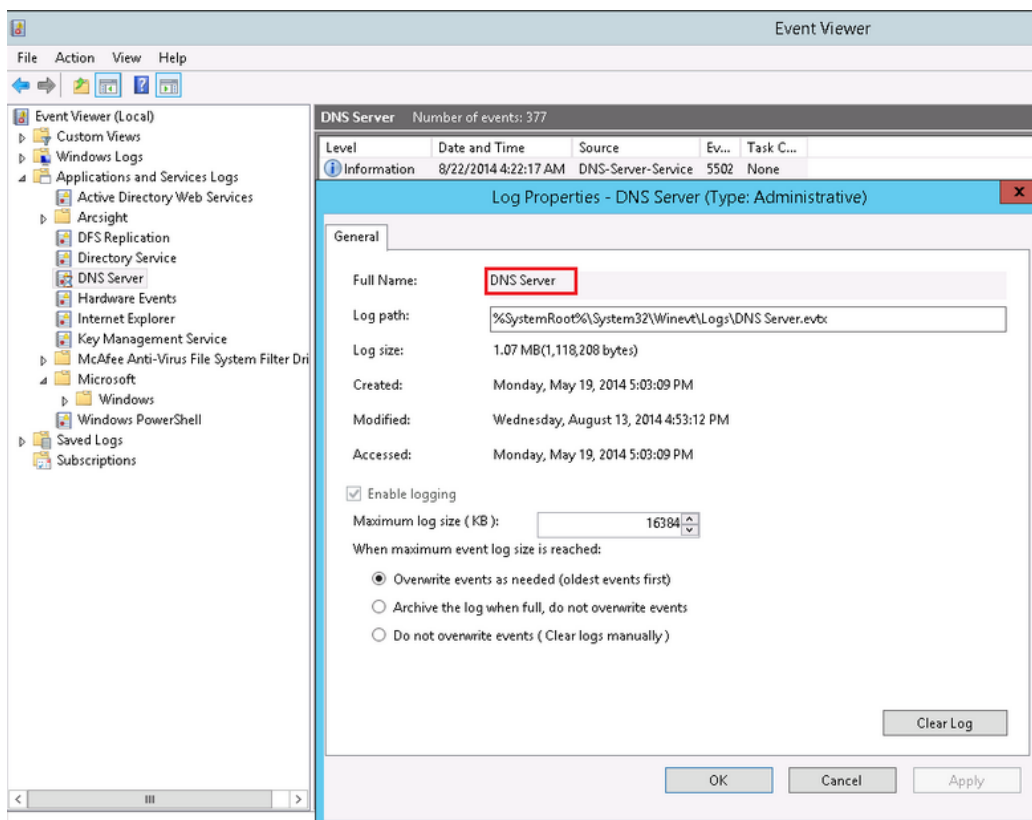 Event Viewer
File Action View Help
Event Viewer (Local)
Custom Views
Windows Logs
Applications and Services Logs
Active Directory Web Services
Arcsight
DFS Replication
Directory Service
DNS Server
Hardware Events
Internet Explorer
Key Management Service
McAfee Anti-Virus File System Filter Dri
Microsoft
Windows
Windows PowerShell
Saved Logs
Subscriptions
DNS Server Number of events: 377
Level Date and Time Source Ev... Task C...
Information 8/22/2014 4:22:17 AM DNS-Server-Service 5502 None
Log Properties - DNS Server (Type: Administrative)
x
General
Full Name: DNS Server
Log path: %SystemRoot%\System32\Winevt\Logs\DNS Server.evtx
Log size: 1.07 MB(1,118,208 bytes)
Created: Monday, May 19, 2014 5:03:09 PM
Modified: Wednesday, August 13, 2014 4:53:12 PM
Accessed: Monday, May 19, 2014 5:03:09 PM
Enable logging
Maximum log size ( KB ): 16384
When maximum event log size is reached:
Overwrite events as needed (oldest events first)
Archive the log when full, do not overwrite events
Do not overwrite events ( Clear logs manually )
Clear Log
OK Cancel Apply